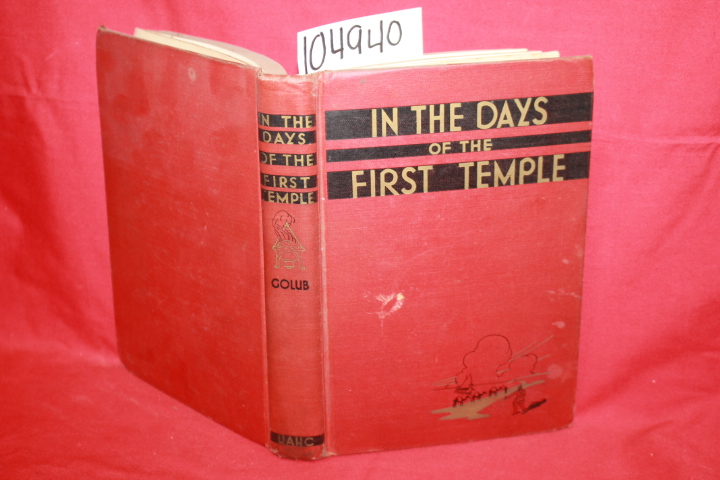 104940
IN THE
DAYS
OF THE
FIRST
TEMPLE
GOLUB
UAHC
IN THE DAYS
OF THE
FIRST TEMPLE